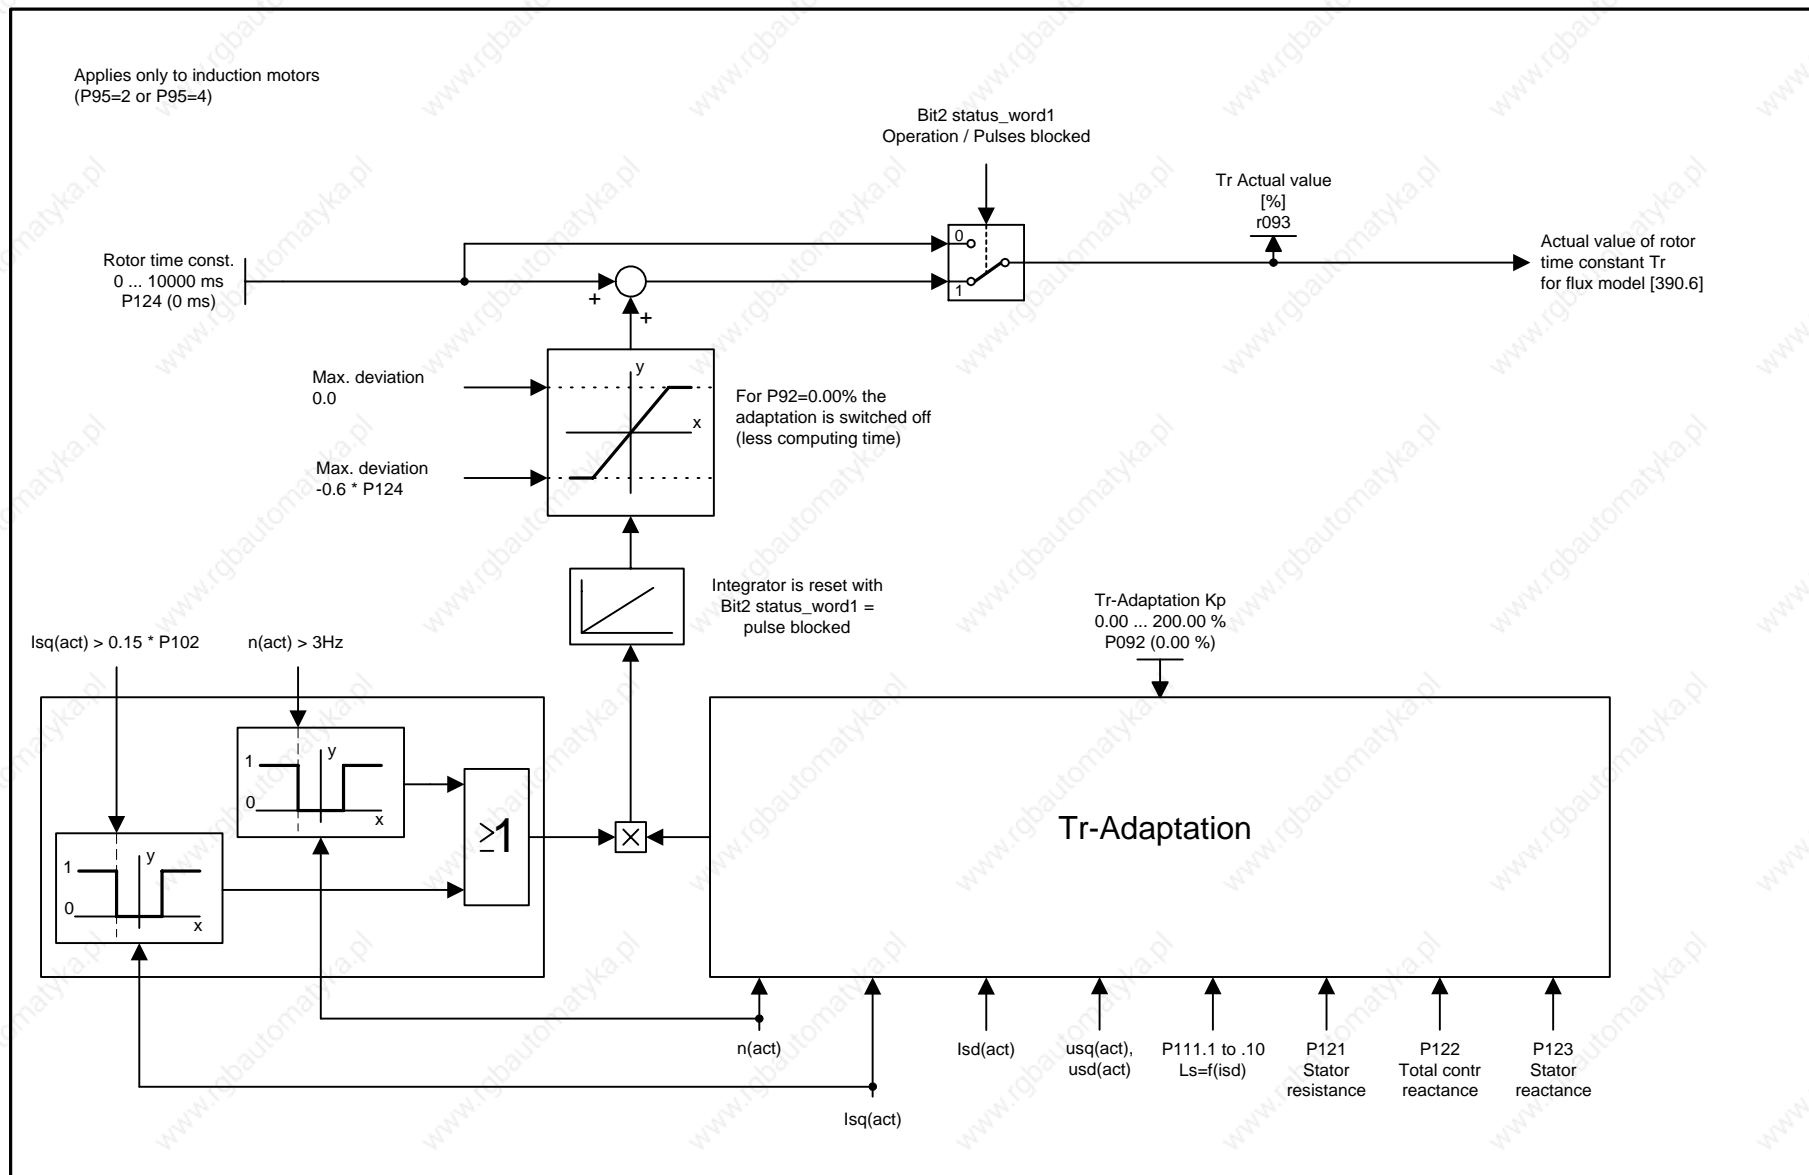 Applies only to induction motors
(P95=2 or P95=4)
Bit2 status_word1
Operation / Pulses blocked
Tr Actual value
[%]
r093
0
1
Rotor time const.
0 ... 10000 ms
P124 (0 ms)
+
+
Actual value of rotor
time constant Tr
for flux model [390.6]
Max. deviation
0.0
Max. deviation
-0.6 * P124
y
x
For P92=0.00% the
adaptation is switched off
(less computing time)
Integrator is reset with
Bit2 status_word1 =
pulse blocked
Tr-Adaptation Kp
0.00 ... 200.00 %
P092 (0.00 %)
Isq(act) > 0.15 * P102
n(act) > 3Hz
1
0
y
x
1
0
y
x
≥1
×
Tr-Adaptation
n(act)
Isq(act)
Isd(act)
usq(act),
usd(act)
P111.1 to .10
Ls=f(isd)
P121
Stator
resistance
P122
Total contr
reactance
P123
Stator
reactance
www.rgbautomatyka.pl